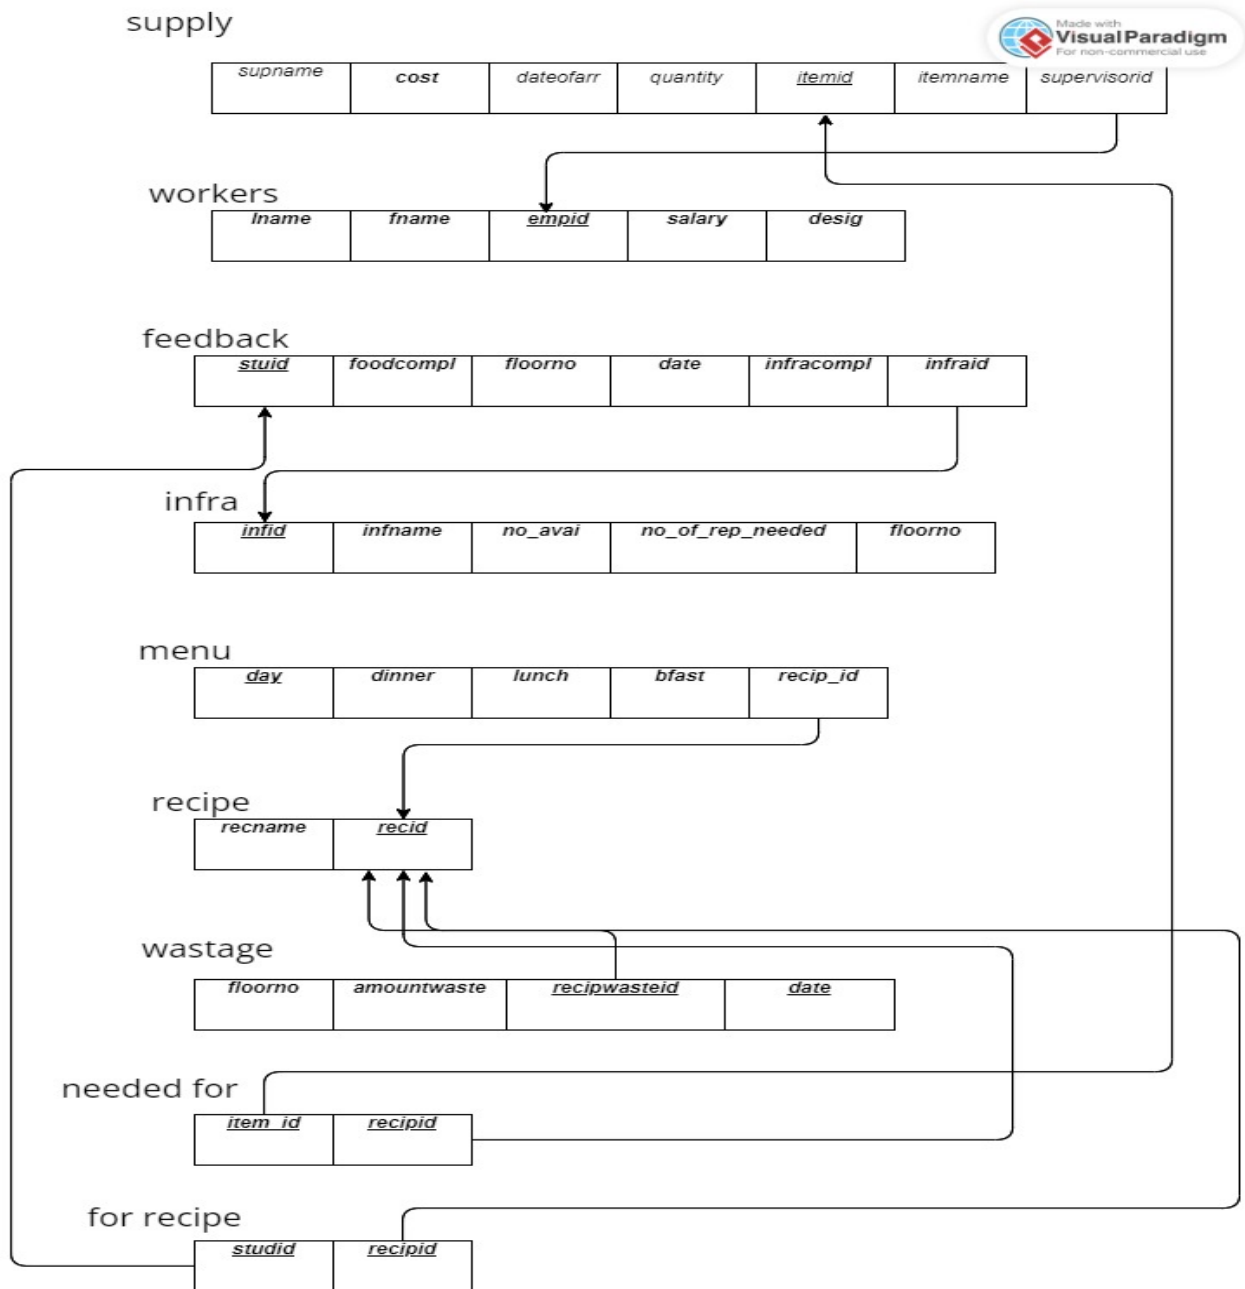 supply
Made with
VisualParadigm
For non-commercial use
supname cost dateofarr quantity itemid itemname supervisorid
workers
lname fname empid salary desig
feedback
stuid foodcompl floorno date infracompl infraid
infra
infid infname no_avai no_of_rep_needed floorno
menu
day dinner lunch bfast recip_id
recipe
recname recid
wastage
floorno amountwaste recipwasteid date
needed for
item_id recipid
for recipe
studid recipid